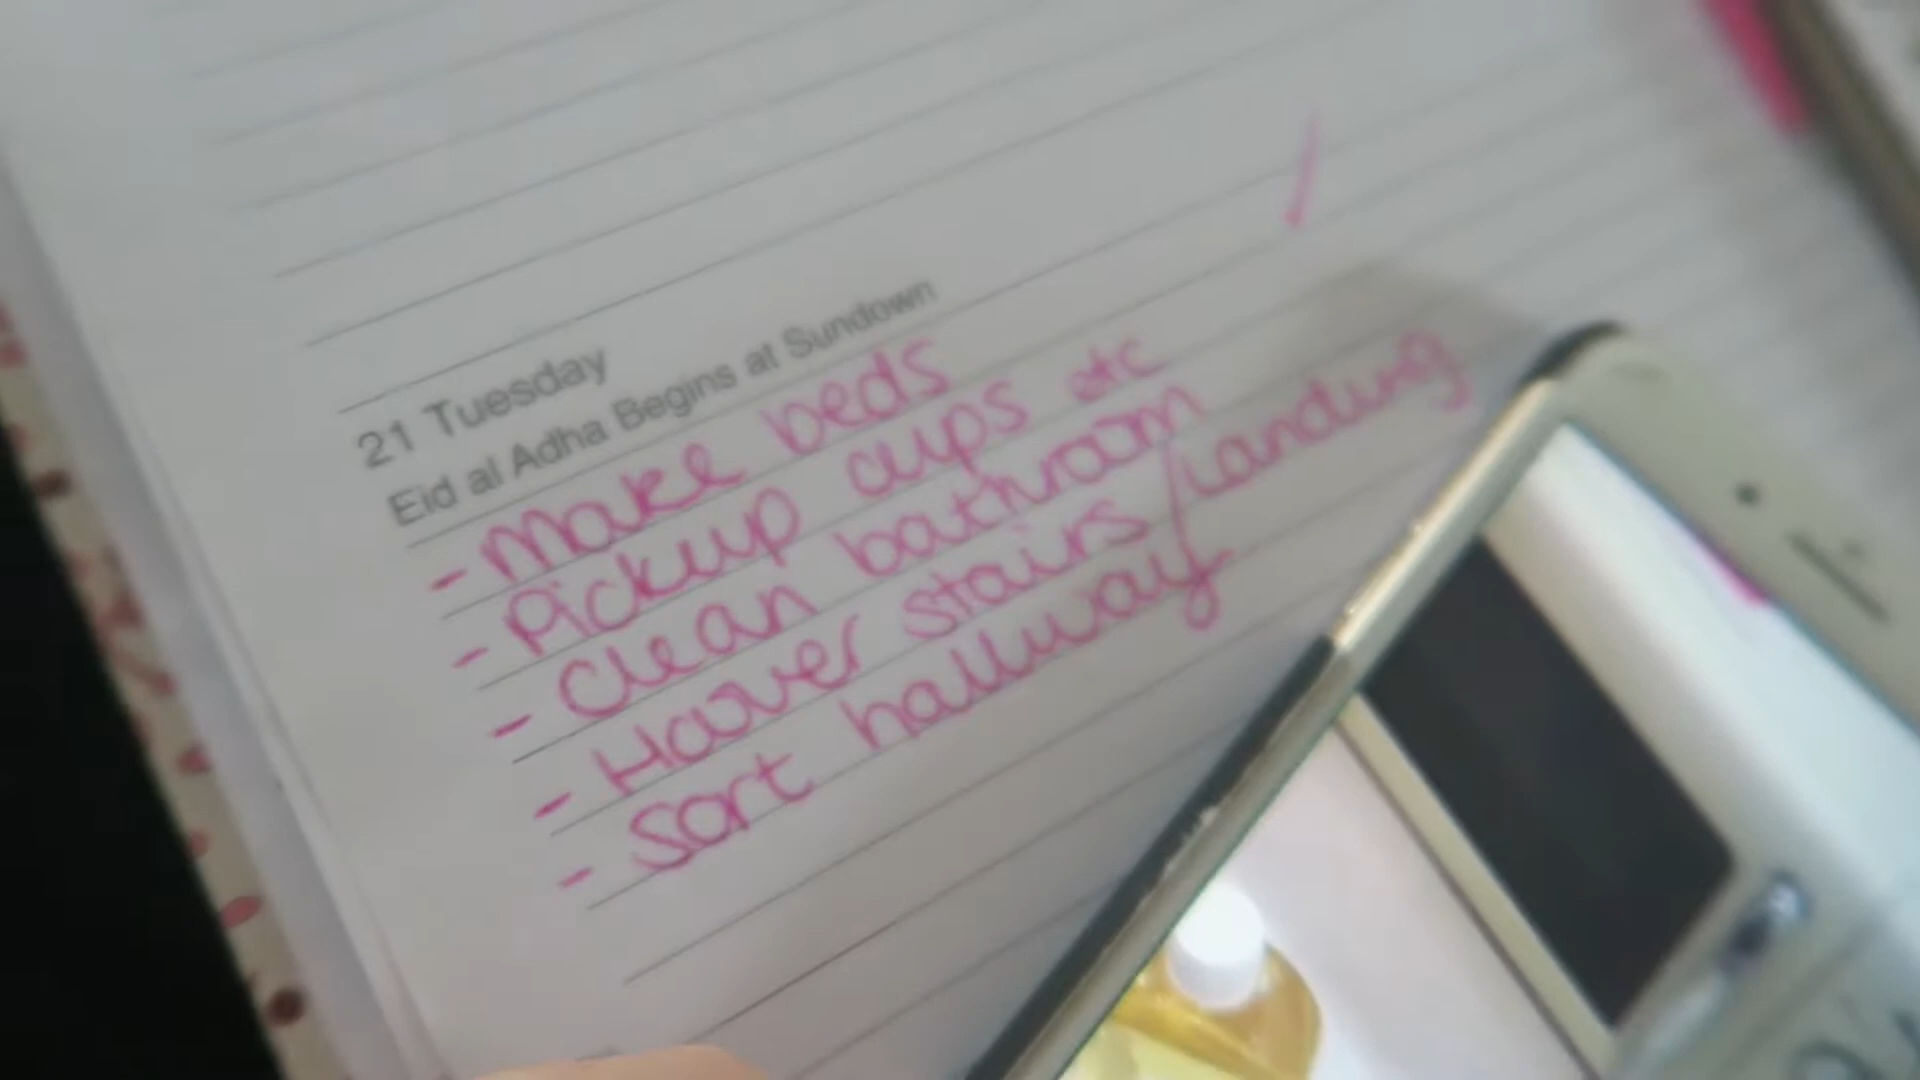 21 Tuesday
Eid al Adha Begins at Sundown
- Make beds
- Pickup cups etc
- Clean bathroom
- Hoover stairs/landing
- Sort hallway